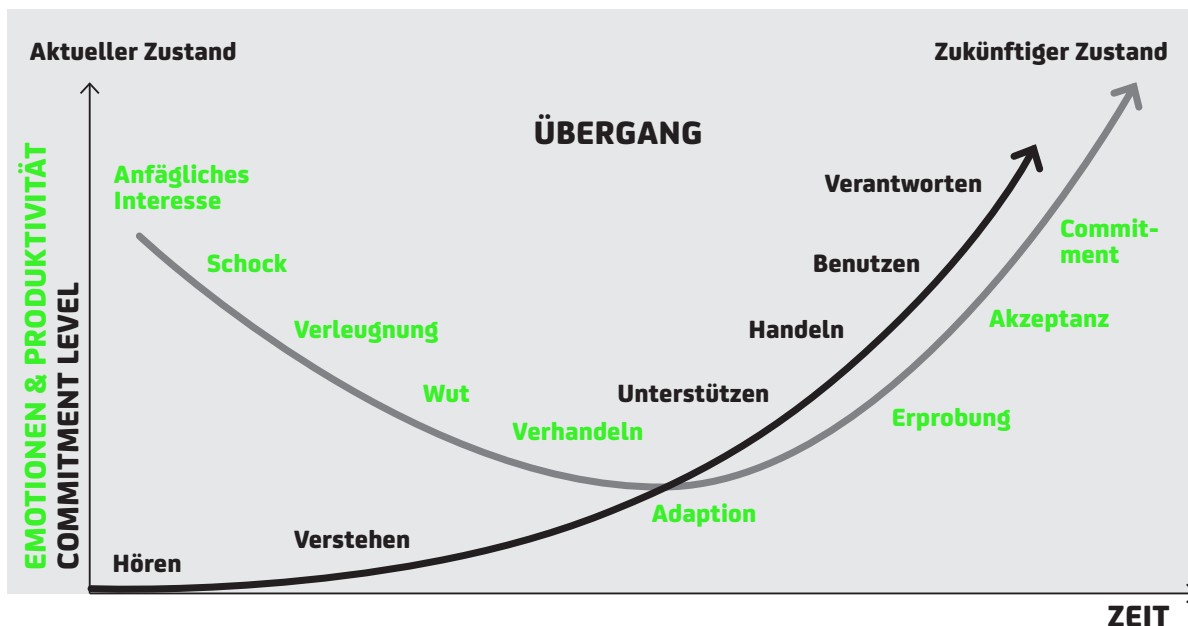 Aktueller Zustand
Zukünftiger Zustand
ÜBERGANG
EMOTIONEN & PRODUKTIVITÄT
COMMITMENT LEVEL
Anfägliches
Interesse
Schock
Verleugnung
Wut
Verhandeln
Adaption
Erprobung
Akzeptanz
Commit-
ment
Hören
Verstehen
Unterstützen
Handeln
Benutzen
Verantworten
ZEIT